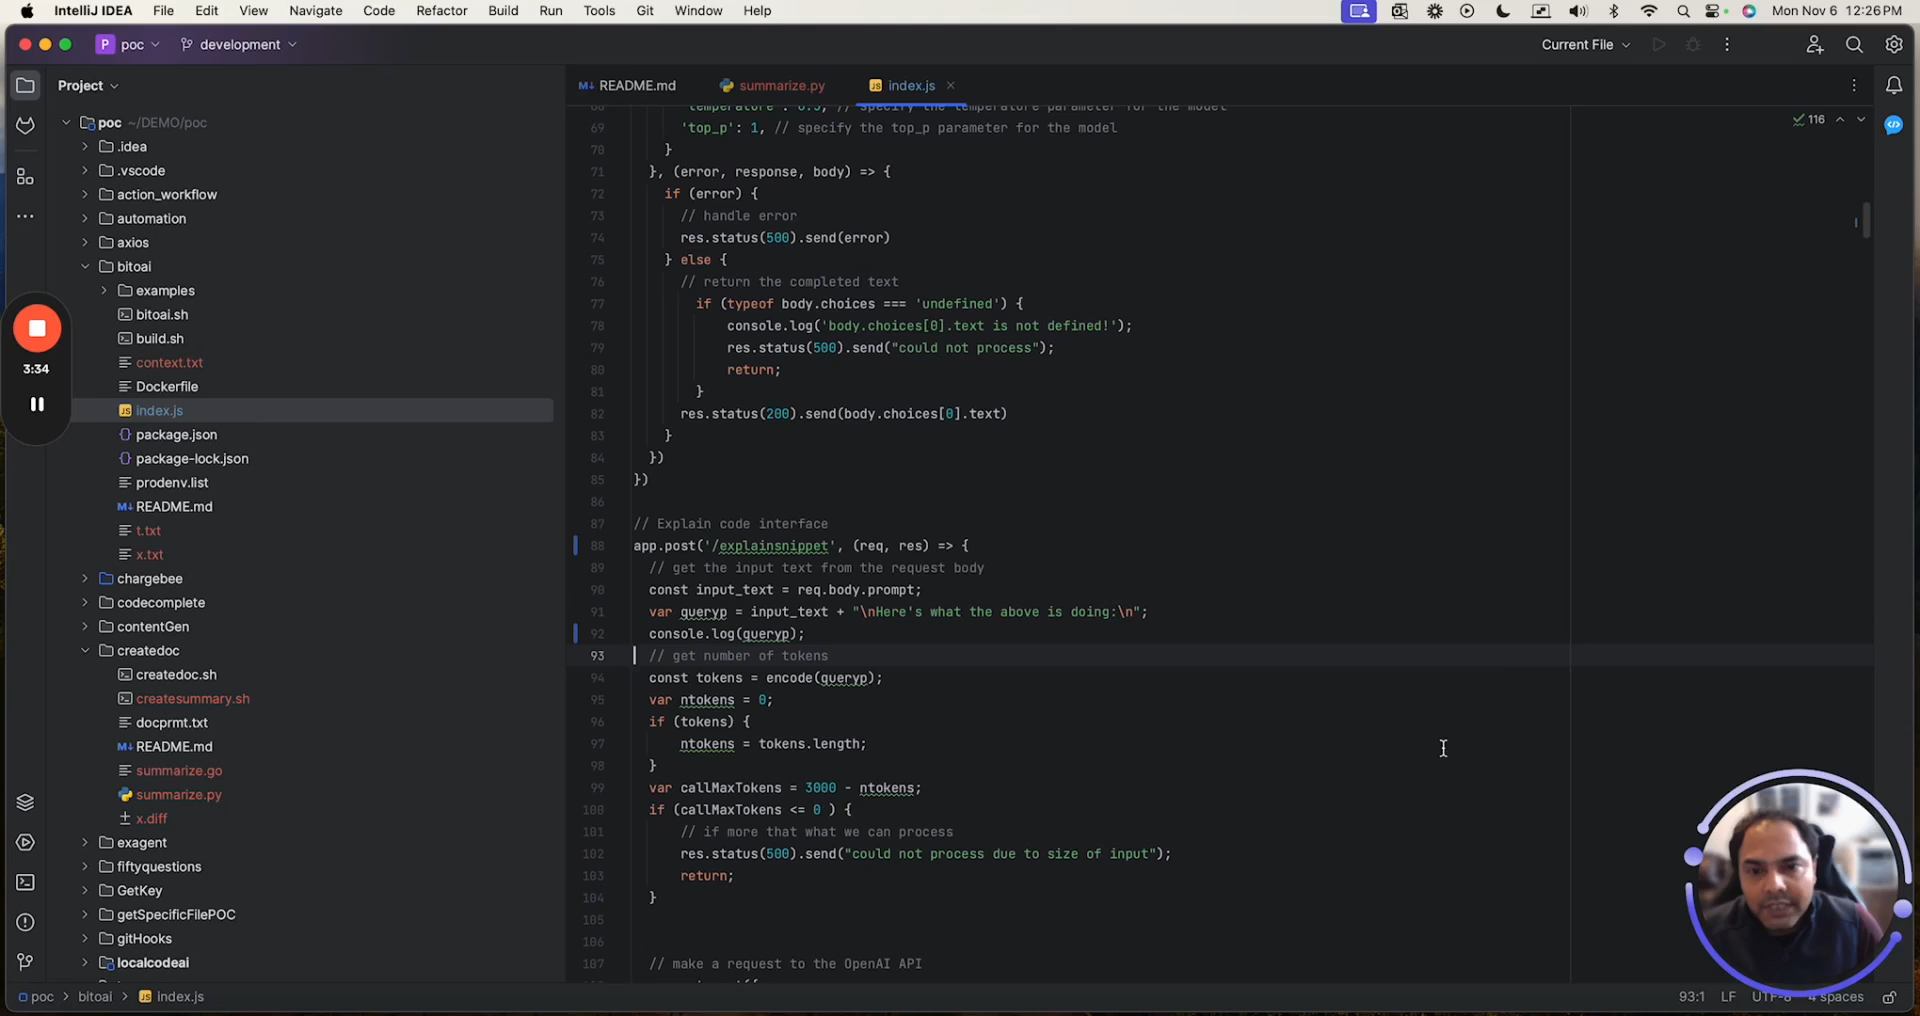 IntelliJ IDEA File Edit View Navigate Code Refactor Build Run Tools Git Window Help Mon Nov 6 12:26 PM
P poc development Current File
Project README.md summarize.py index.js
poc ~/DEMO/poc
.idea
.vscode
action_workflow
automation
axios
bitoai
examples
bitoai.sh
build.sh
context.txt
Dockerfile
index.js
package.json
package-lock.json
prodenv.list
README.md
t.txt
x.txt
chargebee
codecomplete
contentGen
createdoc
createdoc.sh
createsummary.sh
docprmt.txt
README.md
summarize.go
summarize.py
x.diff
exagent
fiftyquestions
GetKey
getSpecificFilePOC
gitHooks
localcodeai
3:34
116
// specify the temperature parameter for the model
69 'top_p': 1, // specify the top_p parameter for the model
70 }
71 }, (error, response, body) => {
72 if (error) {
73 // handle error
74 res.status(500).send(error)
75 } else {
76 // return the completed text
77 if (typeof body.choices === 'undefined') {
78 console.log('body.choices[0].text is not defined!');
79 res.status(500).send("could not process");
80 return;
81 }
82 res.status(200).send(body.choices[0].text)
83 }
84 })
85 })
86
87 // Explain code interface
88 app.post('/explainsnippet', (req, res) => {
89 // get the input text from the request body
90 const input_text = req.body.prompt;
91 var queryp = input_text + "\nHere's what the above is doing:\n";
92 console.log(queryp);
93 // get number of tokens
94 const tokens = encode(queryp);
95 var ntokens = 0;
96 if (tokens) {
97 ntokens = tokens.length;
98 }
99 var callMaxTokens = 3000 - ntokens;
100 if (callMaxTokens <= 0 ) {
101 // if more that what we can process
102 res.status(500).send("could not process due to size of input");
103 return;
104 }
105
106
107 // make a request to the OpenAI API
poc > bitoai > index.js 93:1 LF UTF-8 4 spaces